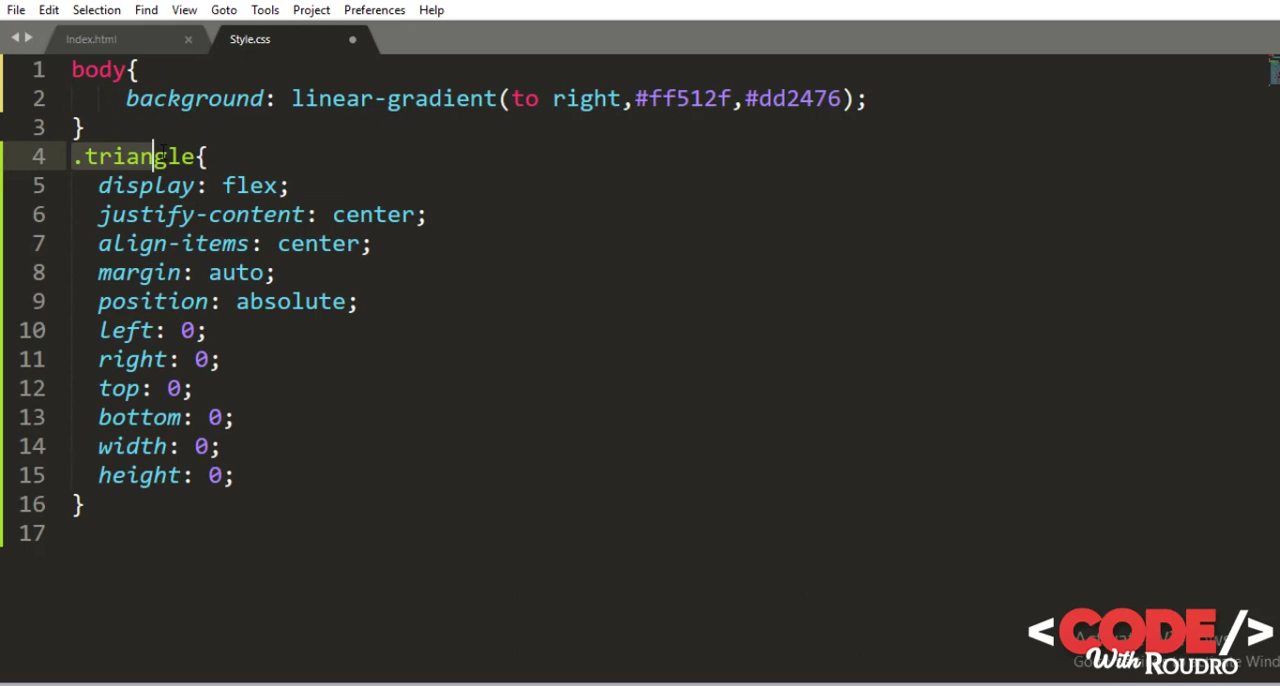 File Edit Selection Find View Goto Tools Project Preferences Help
Index.html × Style.css
1 body{
2 background: linear-gradient(to right,#ff512f,#dd2476);
3 }
4 .triangle{
5 display: flex;
6 justify-content: center;
7 align-items: center;
8 margin: auto;
9 position: absolute;
10 left: 0;
11 right: 0;
12 top: 0;
13 bottom: 0;
14 width: 0;
15 height: 0;
16 }
17
<CODE/>
With ROUDRO